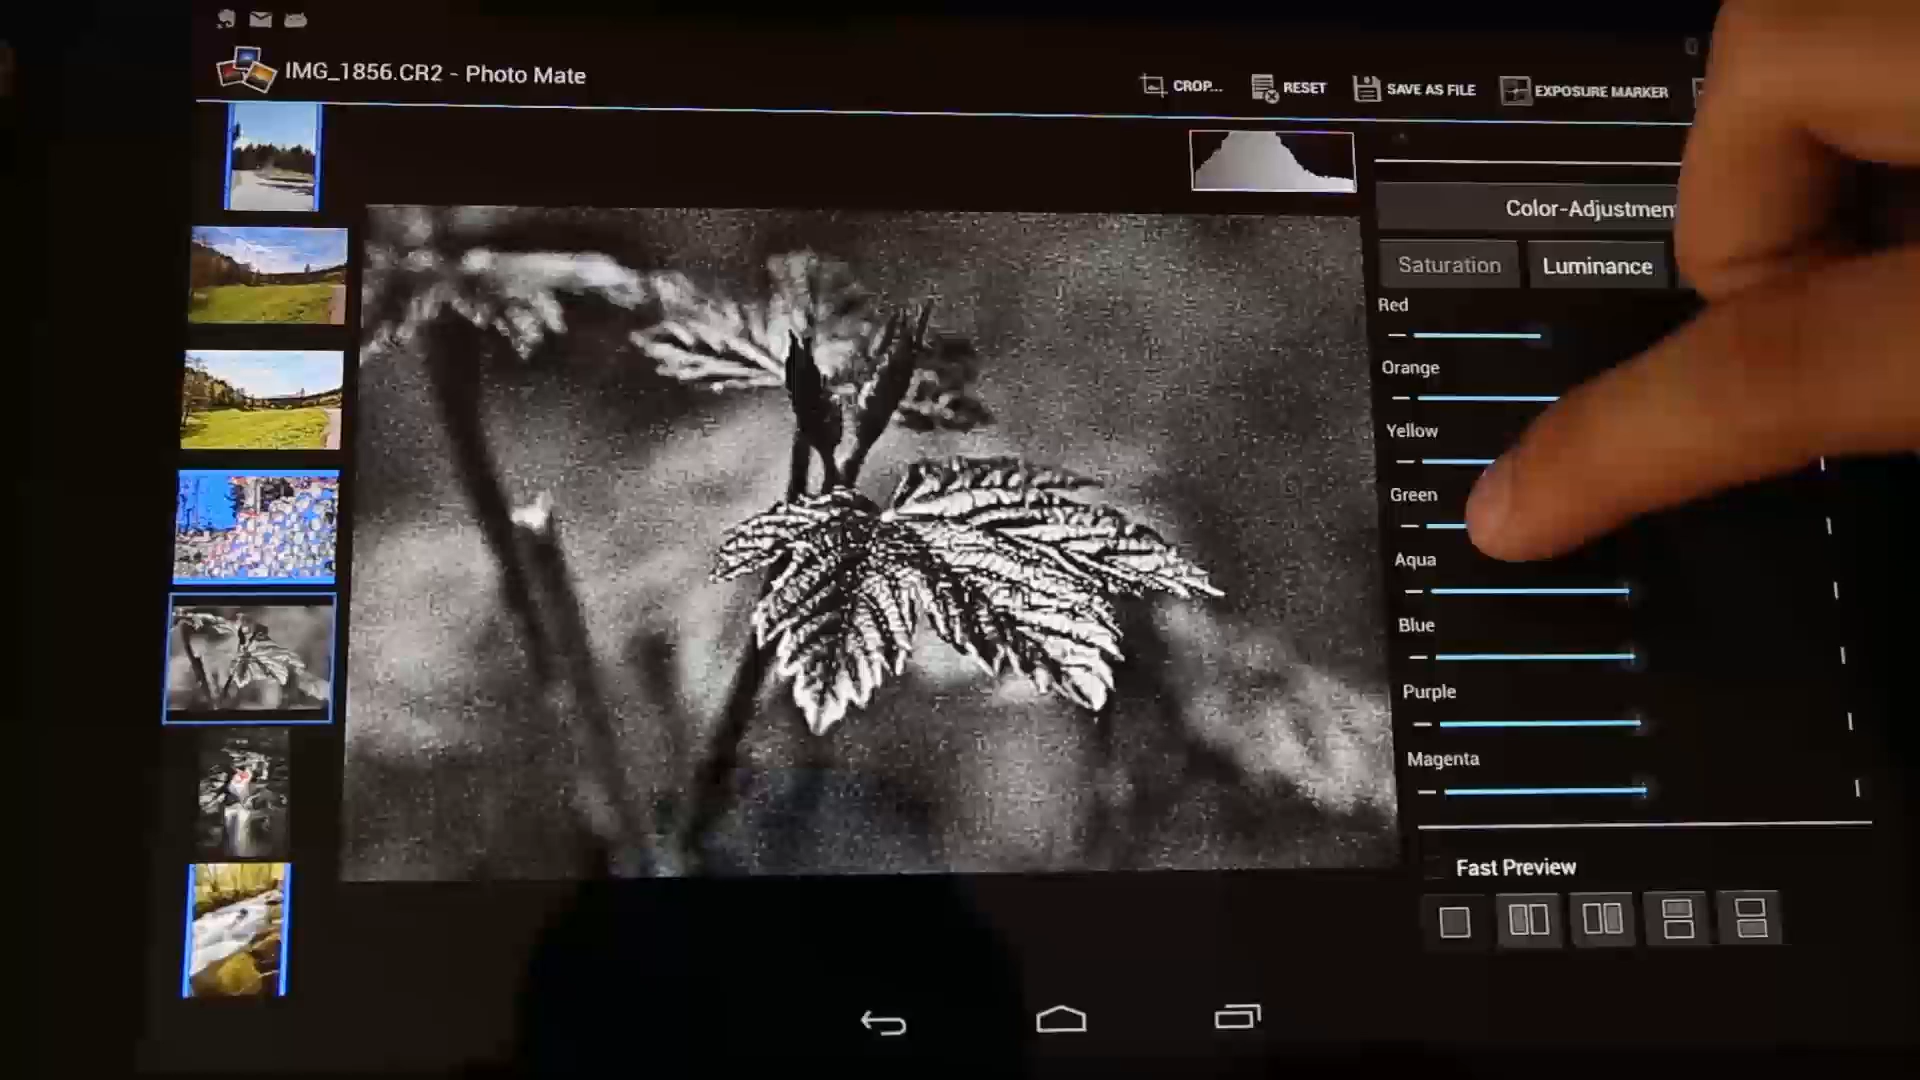 IMG_1856.CR2 - Photo Mate
CROP...
RESET
SAVE AS FILE
EXPOSURE MARKER
Color-Adjustment
Saturation
Luminance
Red
Orange
Yellow
Green
Aqua
Blue
Purple
Magenta
Fast Preview